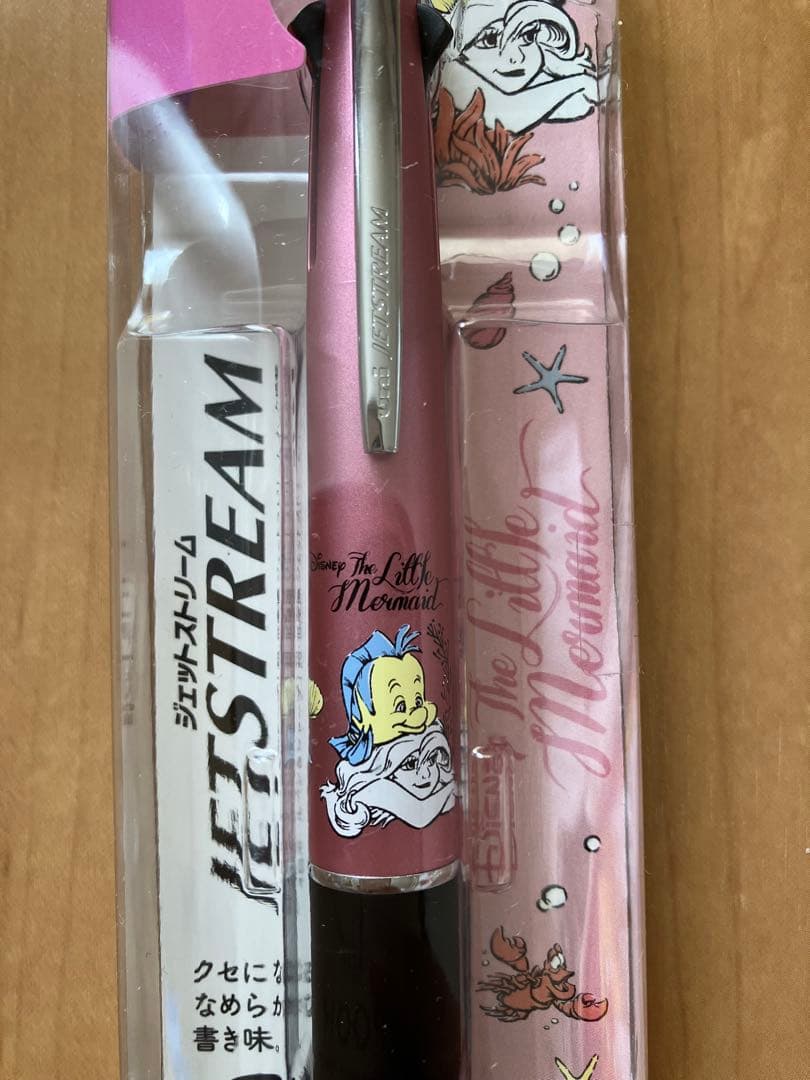 uni JETSTREAM
ジェットストリーム
JETSTREAM
DISNEY The Little
Mermaid
DISNEY The Little
Mermaid
クセにな
なめらか
書き味。